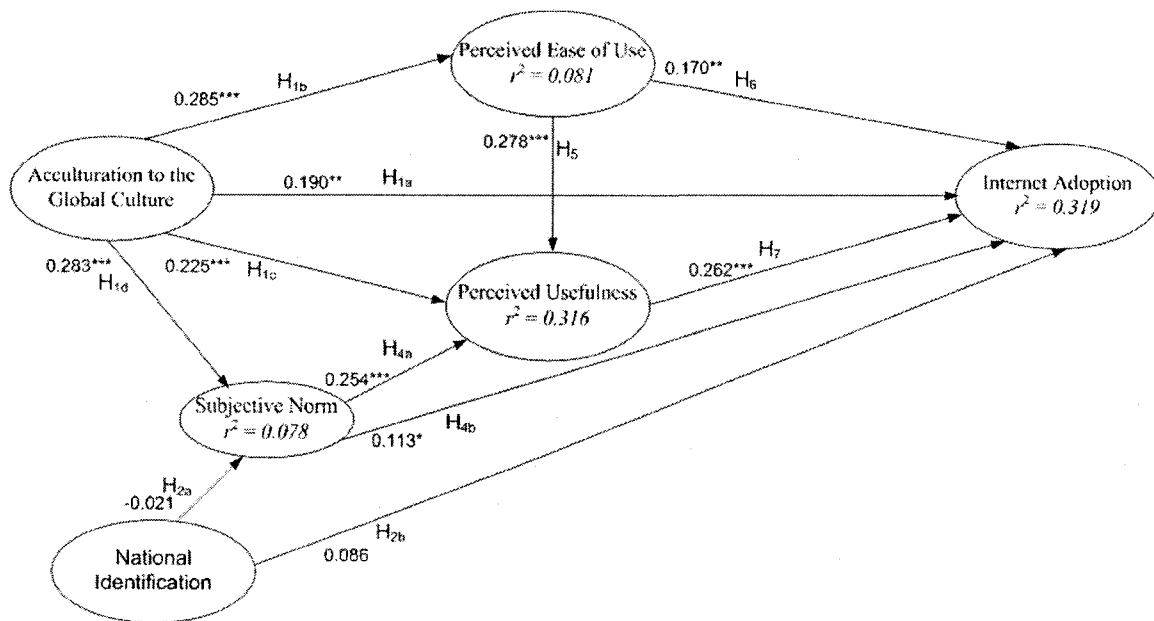 Perceived Ease of Use
r² = 0.081
0.170**
H₆
H₁b
0.285***
0.278***
H₅
Acculturation to the
Global Culture
0.190**
H₁a
Internet Adoption
r² = 0.319
0.283***
H₁d
0.225***
H₁c
Perceived Usefulness
r² = 0.316
0.262***
H₇
H₄a
0.254***
Subjective Norm
r² = 0.078
0.113*
H₄b
H₂a
-0.021
National
Identification
H₂b
0.086